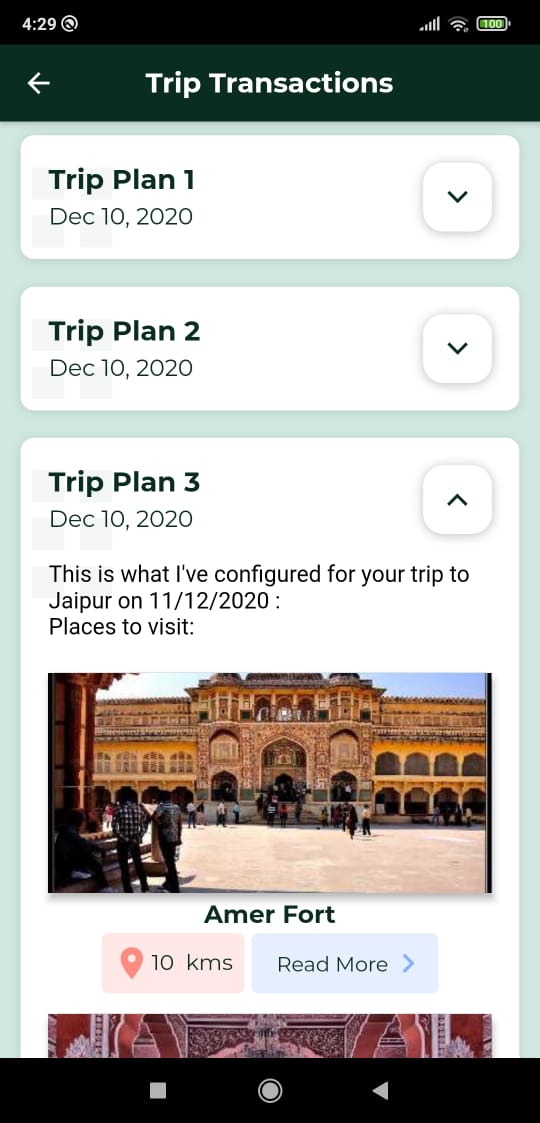 4:29
100
Trip Transactions
Trip Plan 1
Dec 10, 2020
Trip Plan 2
Dec 10, 2020
Trip Plan 3
Dec 10, 2020
This is what I've configured for your trip to
Jaipur on 11/12/2020 :
Places to visit:
Amer Fort
10 kms
Read More